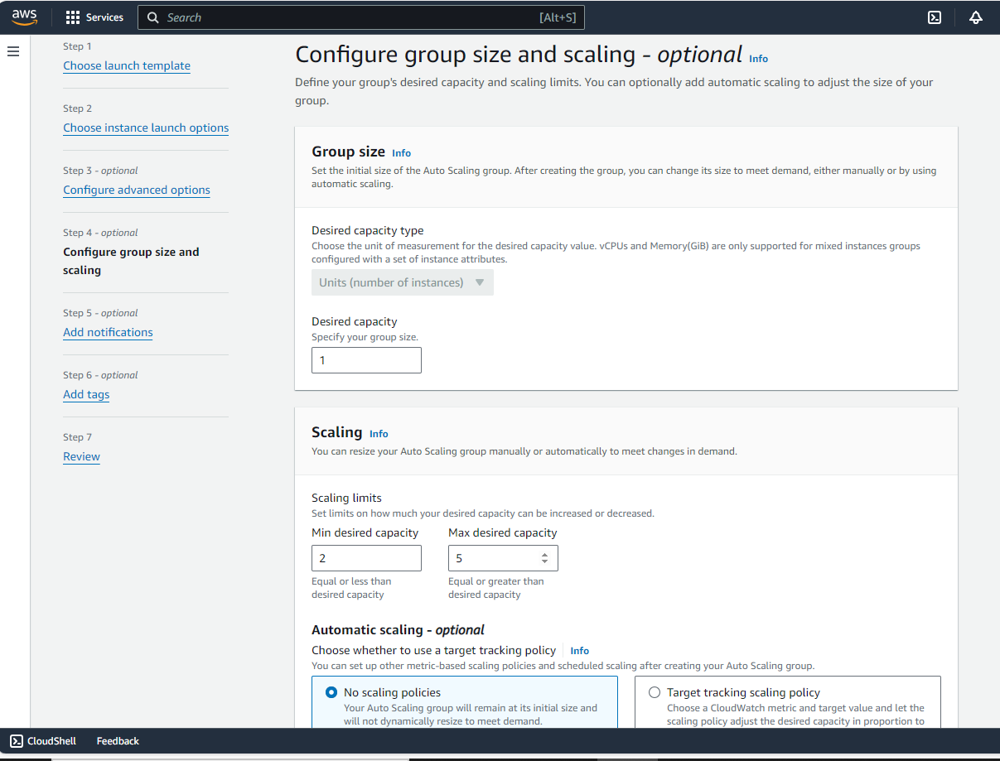 aws
Services
Search [Alt+S]
Step 1
Choose launch template
Step 2
Choose instance launch options
Step 3 - optional
Configure advanced options
Step 4 - optional
Configure group size and
scaling
Step 5 - optional
Add notifications
Step 6 - optional
Add tags
Step 7
Review
Configure group size and scaling - optional Info
Define your group's desired capacity and scaling limits. You can optionally add automatic scaling to adjust the size of your
group.
Group size Info
Set the initial size of the Auto Scaling group. After creating the group, you can change its size to meet demand, either manually or by using
automatic scaling.
Desired capacity type
Choose the unit of measurement for the desired capacity value. vCPUs and Memory(GiB) are only supported for mixed instances groups
configured with a set of instance attributes.
Units (number of instances)
Desired capacity
Specify your group size.
1
Scaling Info
You can resize your Auto Scaling group manually or automatically to meet changes in demand.
Scaling limits
Set limits on how much your desired capacity can be increased or decreased.
Min desired capacity
2
Equal or less than
desired capacity
Max desired capacity
5
Equal or greater than
desired capacity
Automatic scaling - optional
Choose whether to use a target tracking policy Info
You can set up other metric-based scaling policies and scheduled scaling after creating your Auto Scaling group.
No scaling policies
Your Auto Scaling group will remain at its initial size and
will not dynamically resize to meet demand.
Target tracking scaling policy
Choose a CloudWatch metric and target value and let the
scaling policy adjust the desired capacity in proportion to
CloudShell Feedback